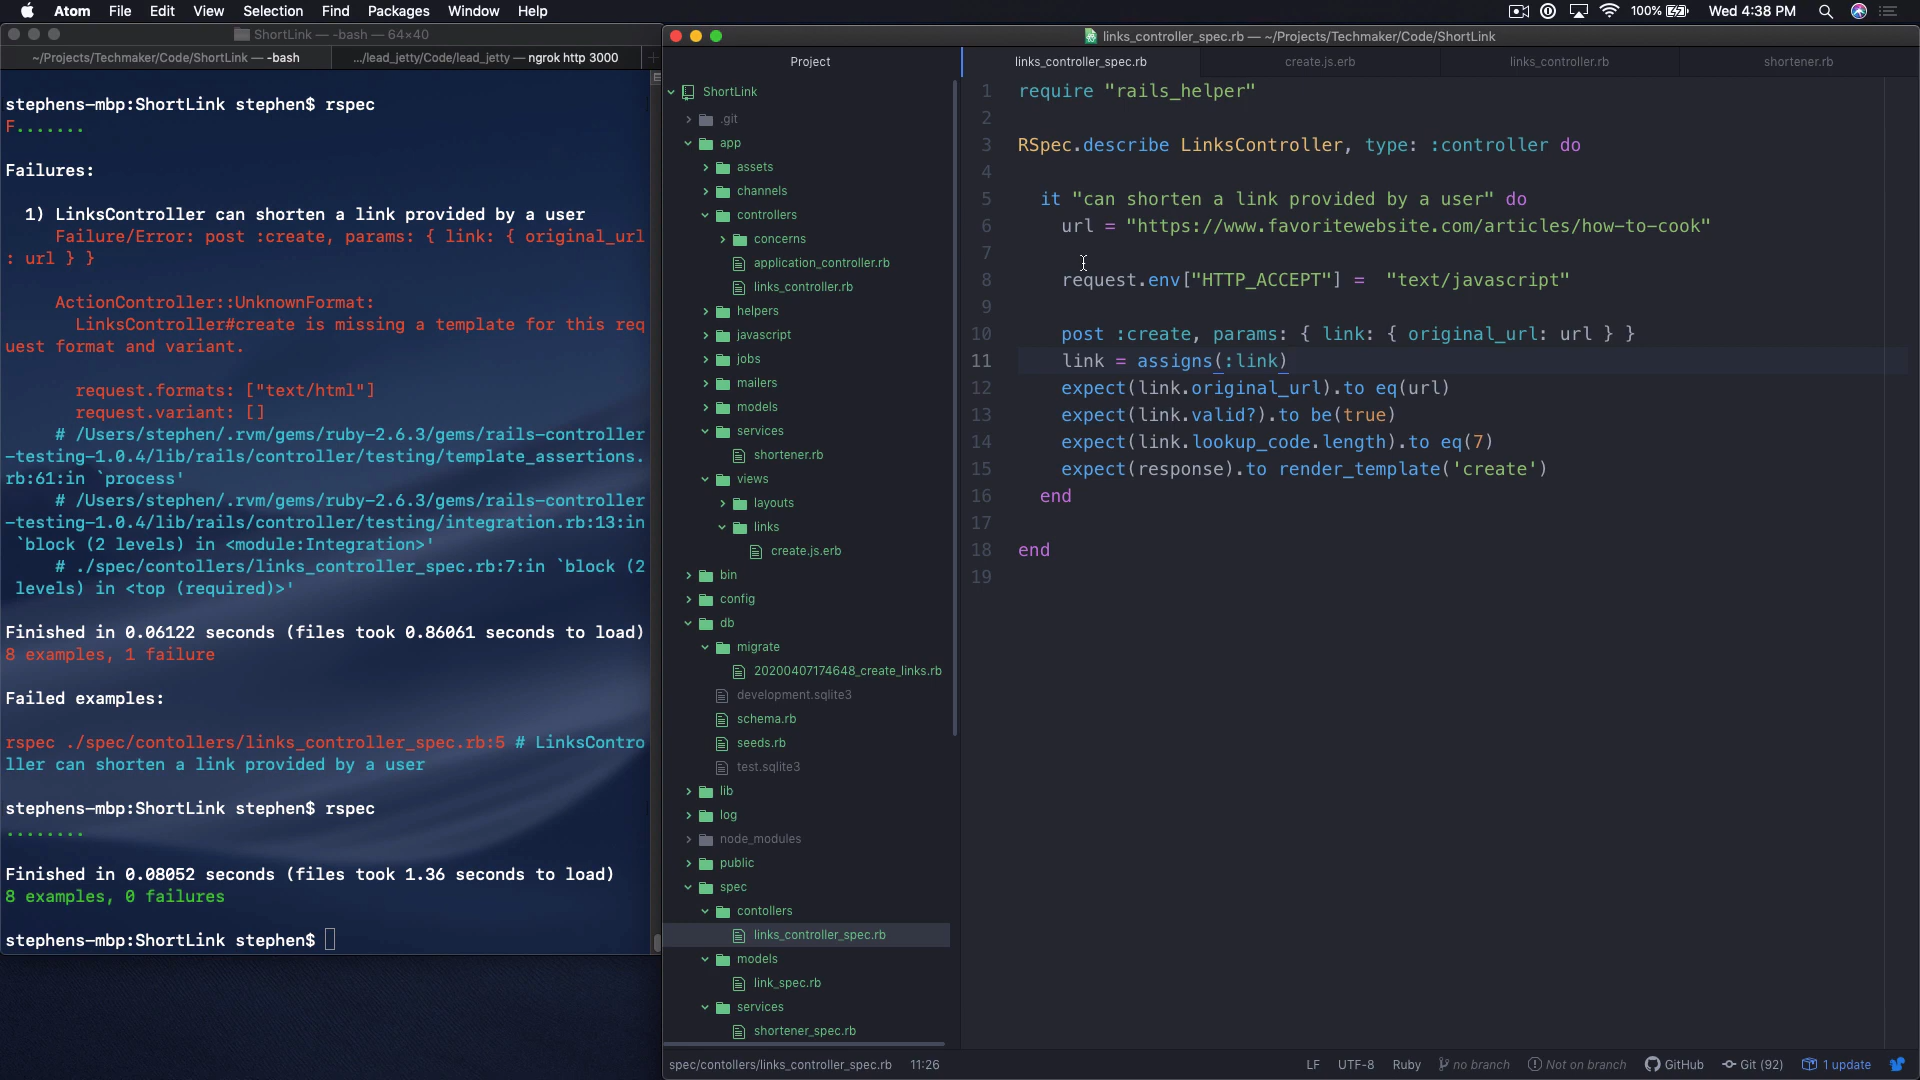 Atom File Edit View Selection Find Packages Window Help
100% Wed 4:38 PM
ShortLink — -bash — 64×40
~/Projects/Techmaker/Code/ShortLink — -bash
.../lead_jetty/Code/lead_jetty — ngrok http 3000
stephens-mbp:ShortLink stephen$ rspec
F.......
Failures:
1) LinksController can shorten a link provided by a user
Failure/Error: post :create, params: { link: { original_url
: url } }
ActionController::UnknownFormat:
LinksController#create is missing a template for this req
uest format and variant.
request.formats: ["text/html"]
request.variant: []
# /Users/stephen/.rvm/gems/ruby-2.6.3/gems/rails-controller
-testing-1.0.4/lib/rails/controller/testing/template_assertions.
rb:61:in `process'
# /Users/stephen/.rvm/gems/ruby-2.6.3/gems/rails-controller
-testing-1.0.4/lib/rails/controller/testing/integration.rb:13:in
`block (2 levels) in <module:Integration>'
# ./spec/contollers/links_controller_spec.rb:7:in `block (2
levels) in <top (required)>'
Finished in 0.06122 seconds (files took 0.86061 seconds to load)
8 examples, 1 failure
Failed examples:
rspec ./spec/contollers/links_controller_spec.rb:5 # LinksContro
ller can shorten a link provided by a user
stephens-mbp:ShortLink stephen$ rspec
........
Finished in 0.08052 seconds (files took 1.36 seconds to load)
8 examples, 0 failures
stephens-mbp:ShortLink stephen$
links_controller_spec.rb — ~/Projects/Techmaker/Code/ShortLink
Project
ShortLink
.git
app
assets
channels
controllers
concerns
application_controller.rb
links_controller.rb
helpers
javascript
jobs
mailers
models
services
shortener.rb
views
layouts
links
create.js.erb
bin
config
db
migrate
20200407174648_create_links.rb
development.sqlite3
schema.rb
seeds.rb
test.sqlite3
lib
log
node_modules
public
spec
contollers
links_controller_spec.rb
models
link_spec.rb
services
shortener_spec.rb
links_controller_spec.rb
create.js.erb
links_controller.rb
shortener.rb
1 require "rails_helper"
2
3 RSpec.describe LinksController, type: :controller do
4
5 it "can shorten a link provided by a user" do
6 url = "https://www.favoritewebsite.com/articles/how-to-cook"
7
8 request.env["HTTP_ACCEPT"] =  "text/javascript"
9
10 post :create, params: { link: { original_url: url } }
11 link = assigns(:link)
12 expect(link.original_url).to eq(url)
13 expect(link.valid?).to be(true)
14 expect(link.lookup_code.length).to eq(7)
15 expect(response).to render_template('create')
16 end
17
18 end
19
spec/contollers/links_controller_spec.rb 11:26
LF UTF-8 Ruby no branch Not on branch GitHub Git (92) 1 update